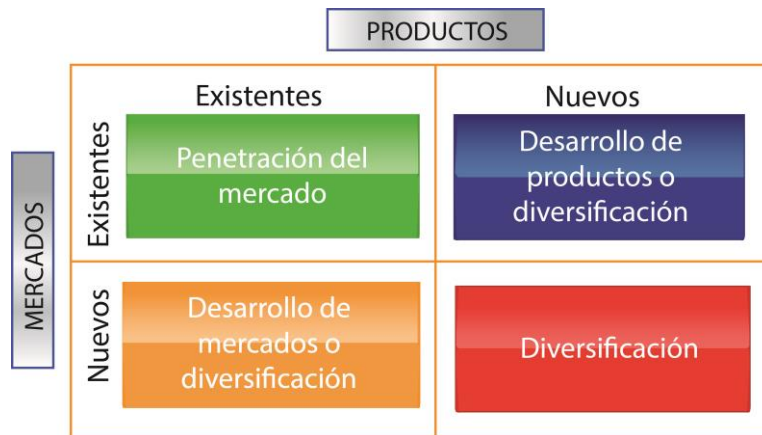 PRODUCTOS
Existentes
Nuevos
MERCADOS
Existentes
Penetración del
mercado
Desarrollo de
productos o
diversificación
Nuevos
Desarrollo de
mercados o
diversificación
Diversificación